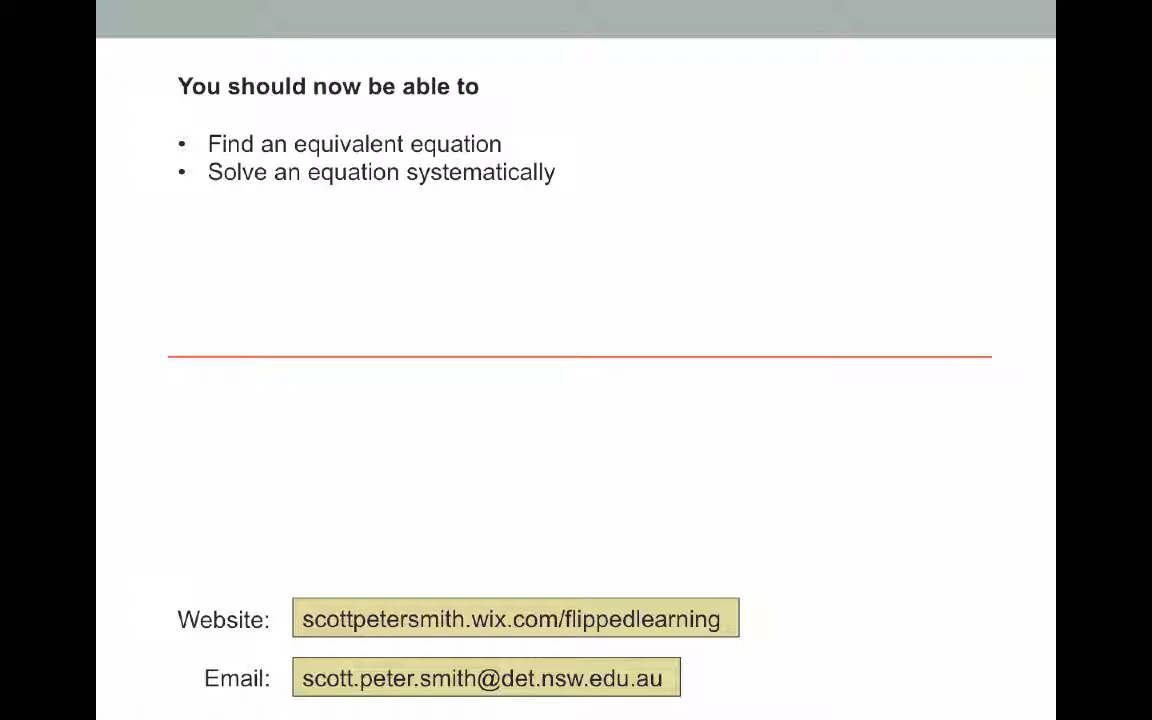 You should now be able to
• Find an equivalent equation
• Solve an equation systematically
Website: scottpetersmith.wix.com/flippedlearning
Email: scott.peter.smith@det.nsw.edu.au